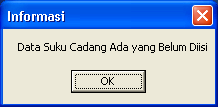 Informasi
Data Suku Cadang Ada yang Belum Diisi
OK